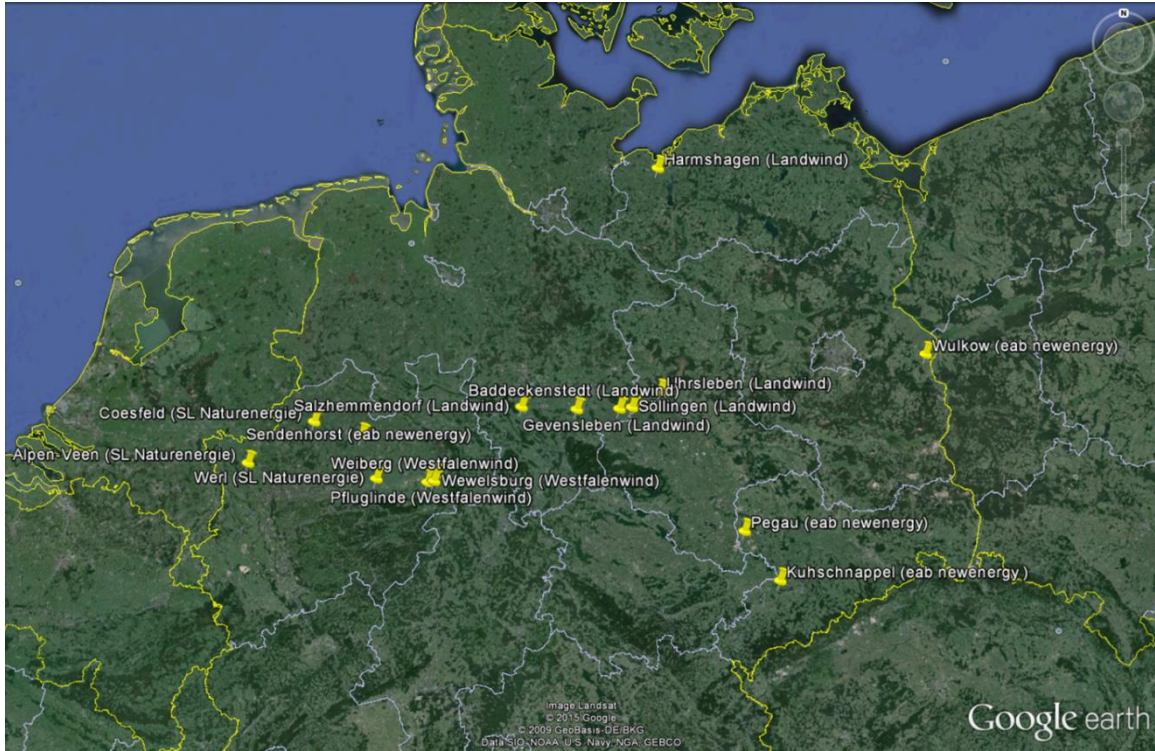 N
Harmshagen (Landwind)
Wulkow (eab newenergy)
Uhrsleben (Landwind)
Baddeckenstedt (Landwind)
Salzhemmendorf (Landwind)
Söllingen (Landwind)
Coesfeld (SL Naturenergie)
Gevensleben (Landwind)
Sendenhorst (eab newenergy)
Alpen-Veen (SL Naturenergie)
Weiberg (Westfalenwind)
Werl (SL Naturenergie)
Wewelsburg (Westfalenwind)
Pfluglinde (Westfalenwind)
Pegau (eab newenergy)
Kuhschnappel (eab newenergy )
Image Landsat
© 2015 Google
© 2009 GeoBasis-DE/BKG
Data SIO, NOAA, U.S. Navy, NGA, GEBCO
Google earth